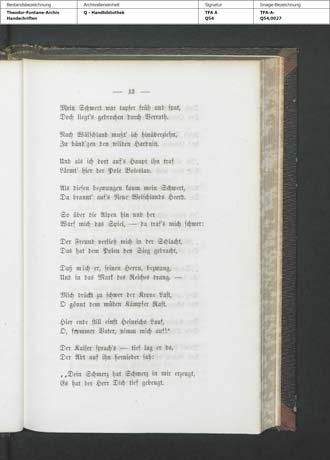 Bestandsbezeichnung Archiveinheit Signatur Image-Bezeichnung
Theodor-Fontane-Archiv Q - Handbibliothek TFA A TFA-A-
Handschriften Q54 Q54,0027
— 13 —
Mein Schwert war tapfer früh und spat,
Doch liegt's gebrochen durch Verrath.
Nach Wälschland mußt' ich hinüberziehn,
Zu bänd'gen den wilden Harduin.
Und als ich dort auf's Haupt ihn traf
Lärmt' hier der Pole Boleslav.
Als diesen bezwungen kaum mein Schwert,
Da brannt' auf's Neue Welschlands Heerd.
So über die Alpen hin und her
Warf mich das Spiel, — da traf's mich schwer:
Der Freund verließ mich in der Schlacht,
Das hat dem Polen den Sieg gebracht,
Daß mich er, seinen Herrn, bezwang,
Und in das Mark des Reiches drang. —
Mich drückt zu schwer der Krone Last,
O gönnt dem müden Kämpfer Rast.
Hier ende still einst Heinrichs Lauf,
O, frommer Vater, nimm mich auf!"
Der Kaiser sprach's — tief lag er da,
Der Abt auf ihn hernieder sah:
„Dein Schmerz hat Schmerz in mir erzeugt,
Es hat der Herr Dich tief gebeugt.